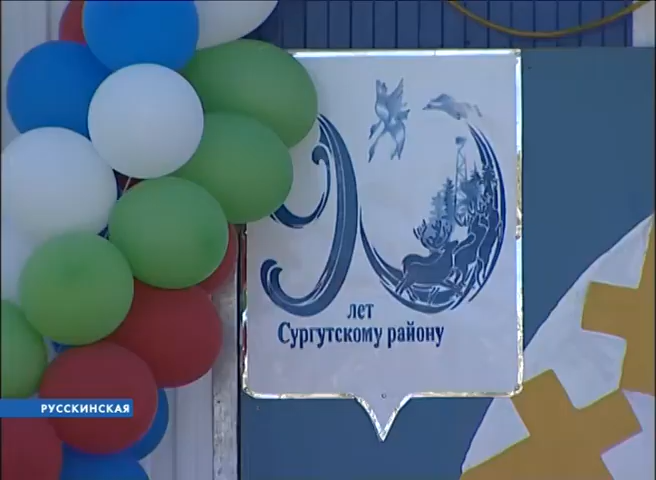 90
лет
Сургутскому району
РУССКИНСКАЯ